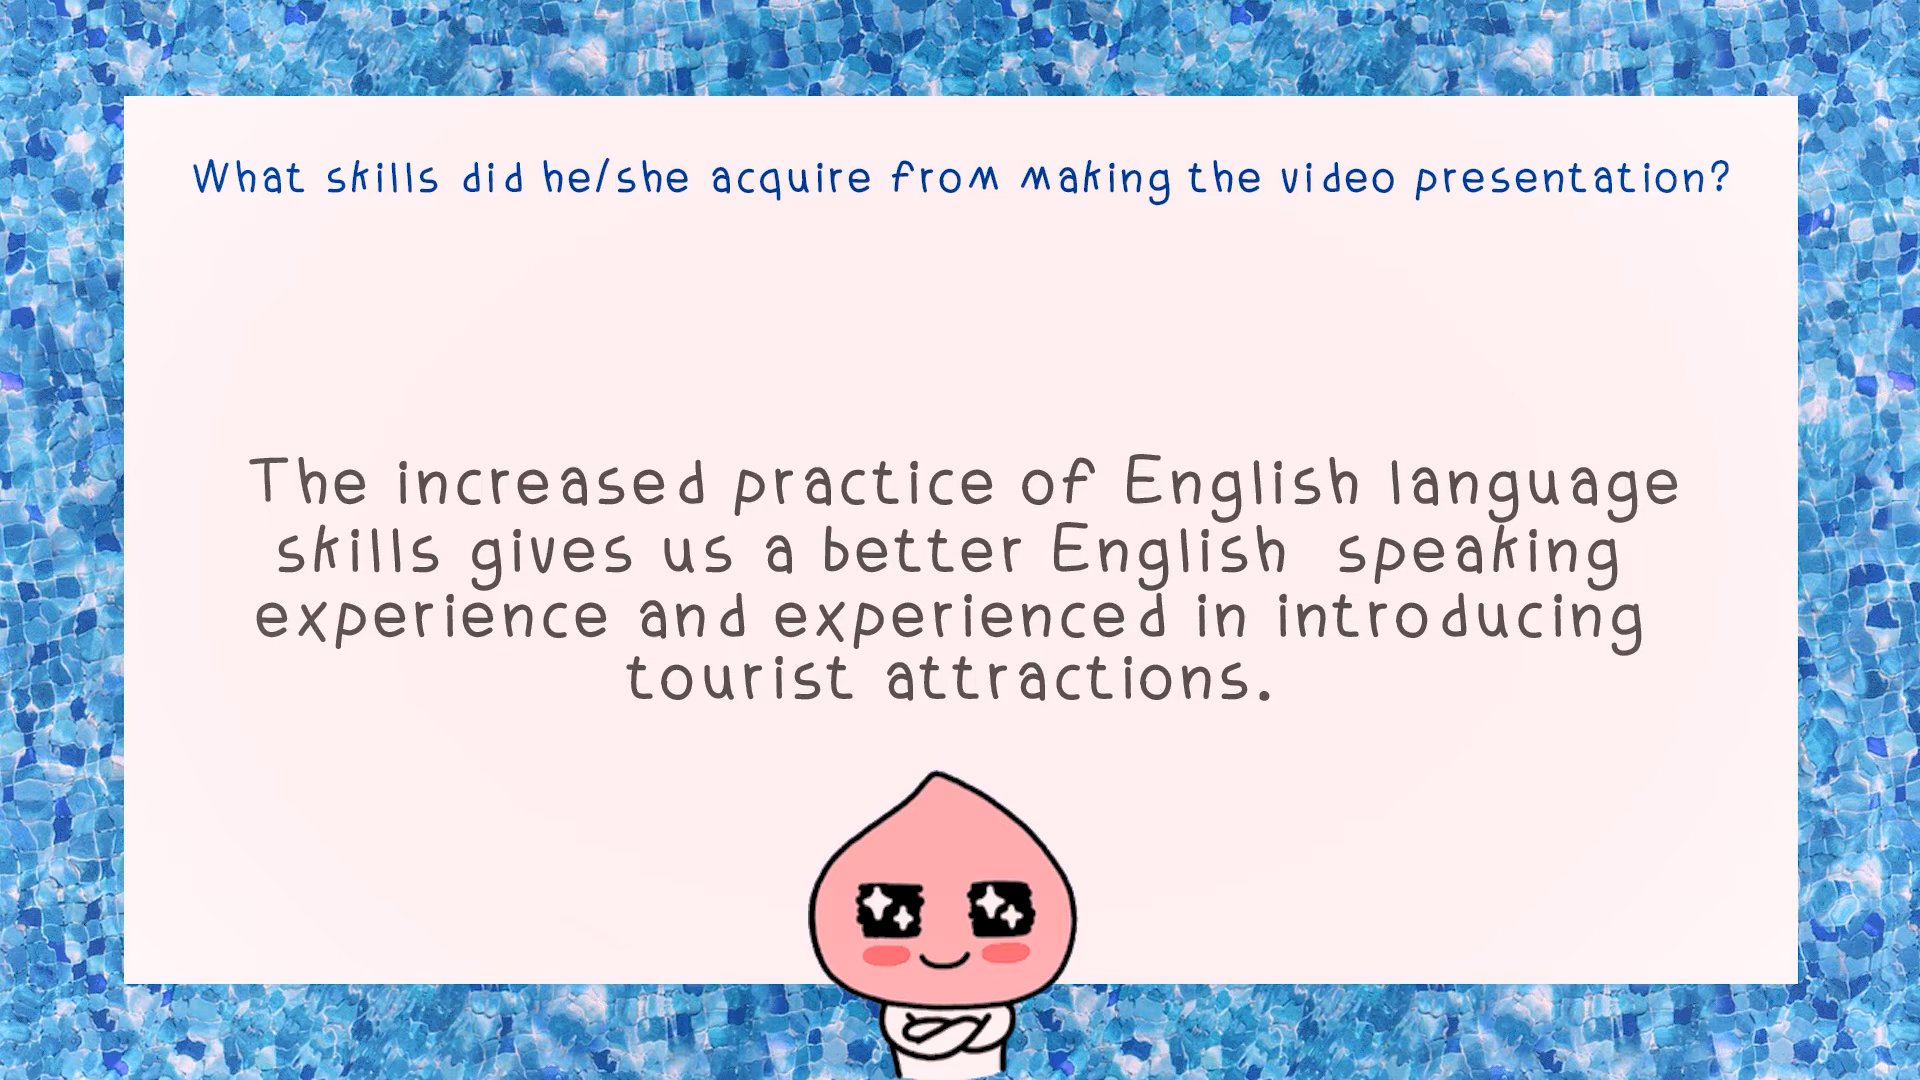 What skills did he/she acquire from making the video presentation?
The increased practice of English language
skills gives us a better English speaking
experience and experienced in introducing
tourist attractions.